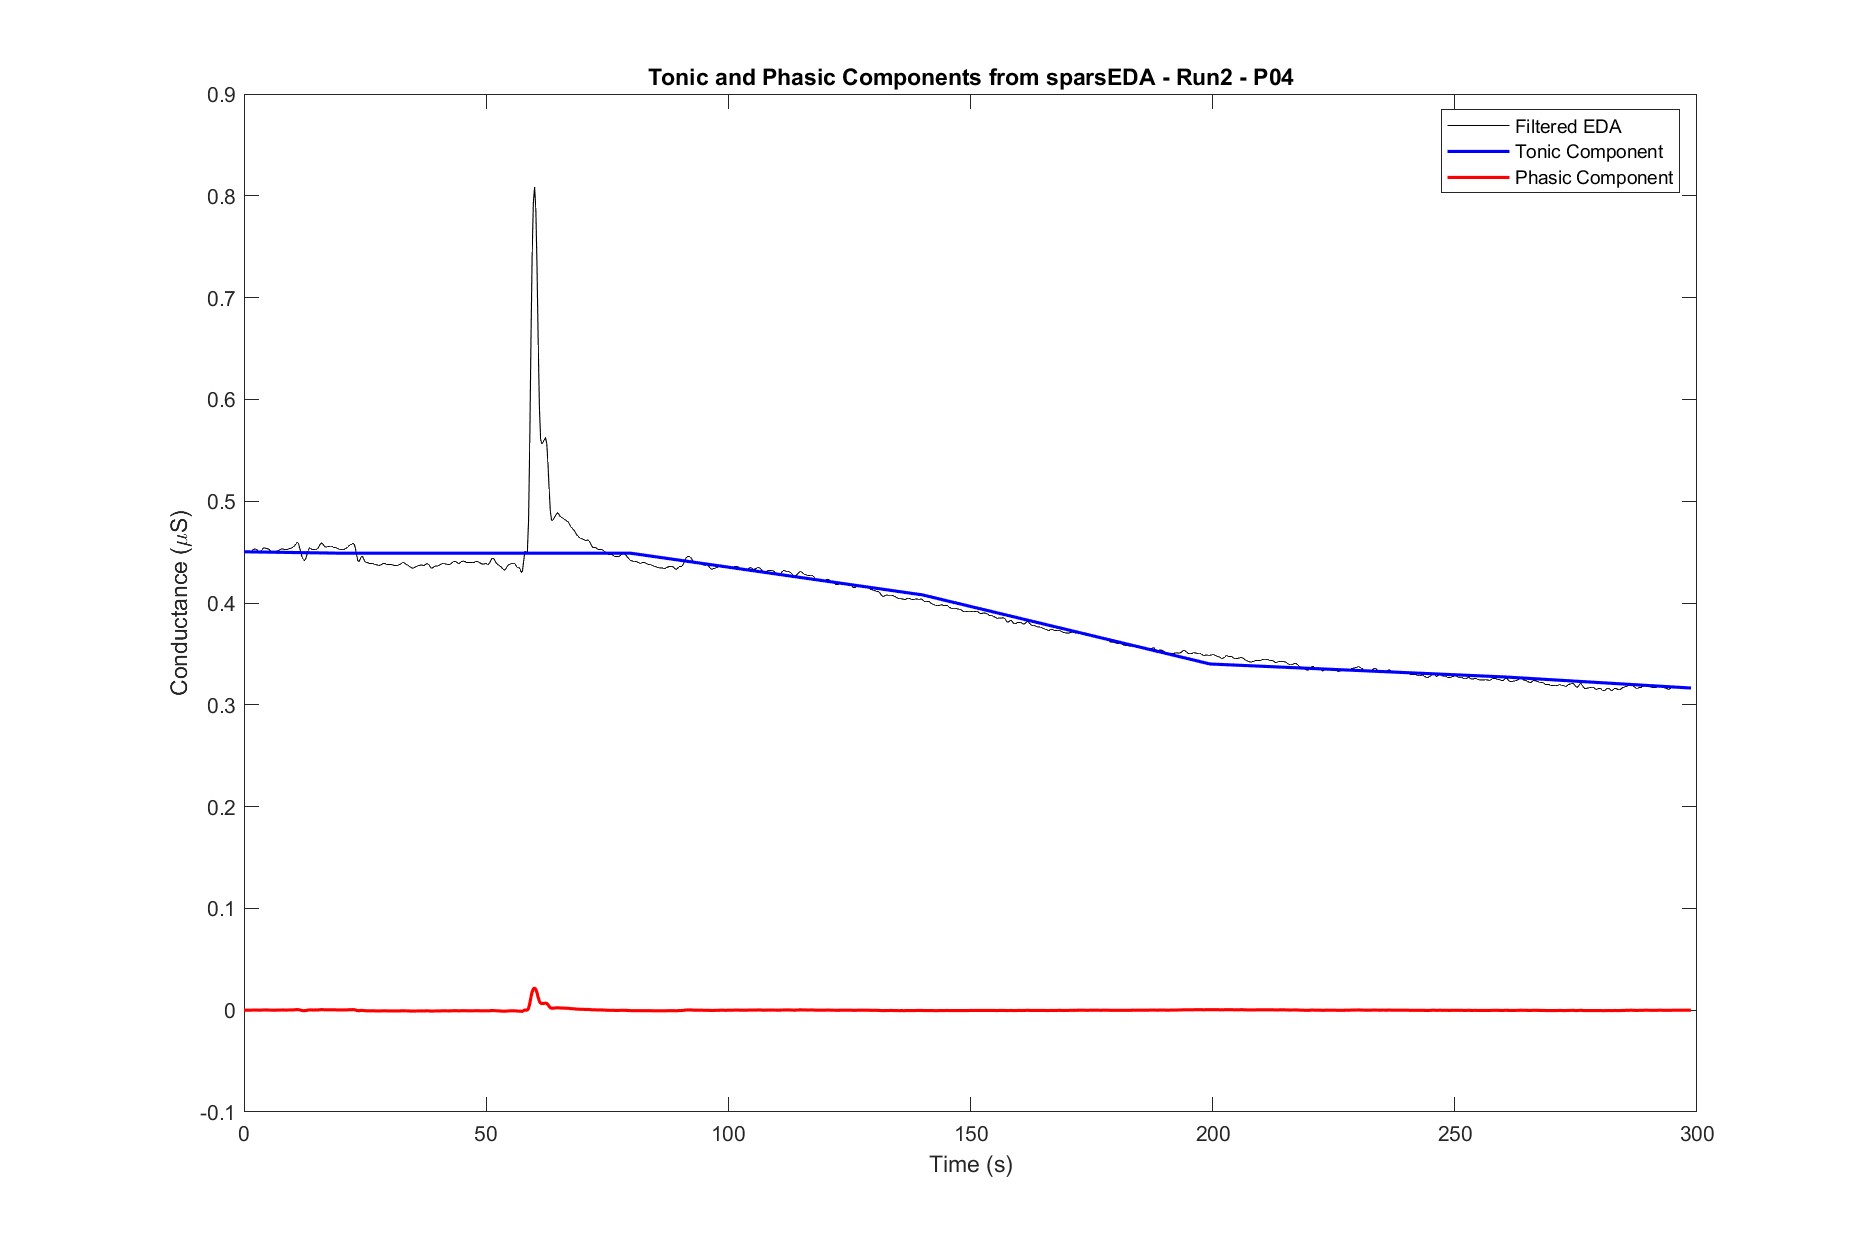 Tonic and Phasic Components from sparsEDA - Run2 - P04
Filtered EDA
Tonic Component
Phasic Component
Conductance (μS)
0.9
0.8
0.7
0.6
0.5
0.4
0.3
0.2
0.1
0
-0.1
0 50 100 150 200 250 300
Time (s)